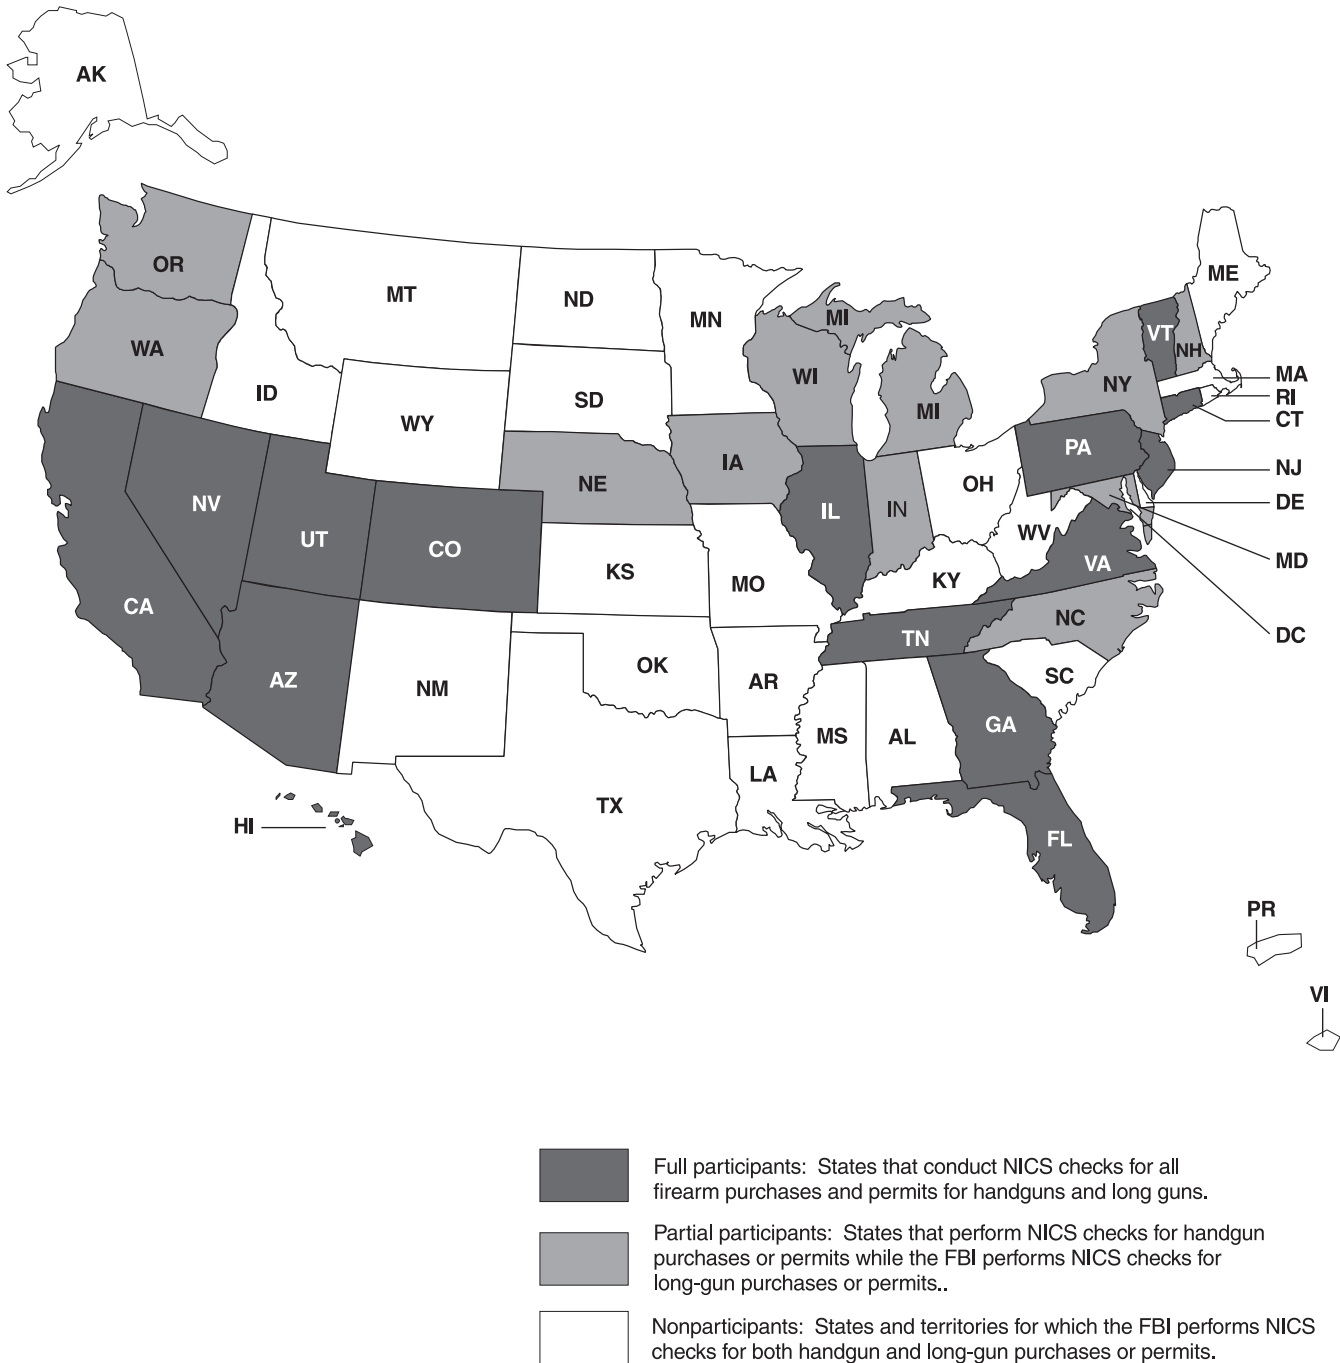 AK
OR
WA
ID
MT
ND
MN
WY
SD
WI
MI
MI
ME
VT
NH
NY
MA
RI
CT
NE
IA
PA
NJ
OH
DE
NV
UT
CO
IL
IN
WV
VA
MD
KS
MO
KY
CA
NC
DC
TN
AZ
NM
OK
AR
SC
MS
AL
GA
LA
TX
HI
FL
PR
VI
Full participants: States that conduct NICS checks for all
firearm purchases and permits for handguns and long guns.
Partial participants: States that perform NICS checks for handgun
purchases or permits while the FBI performs NICS checks for
long-gun purchases or permits..
Nonparticipants: States and territories for which the FBI performs NICS
checks for both handgun and long-gun purchases or permits.